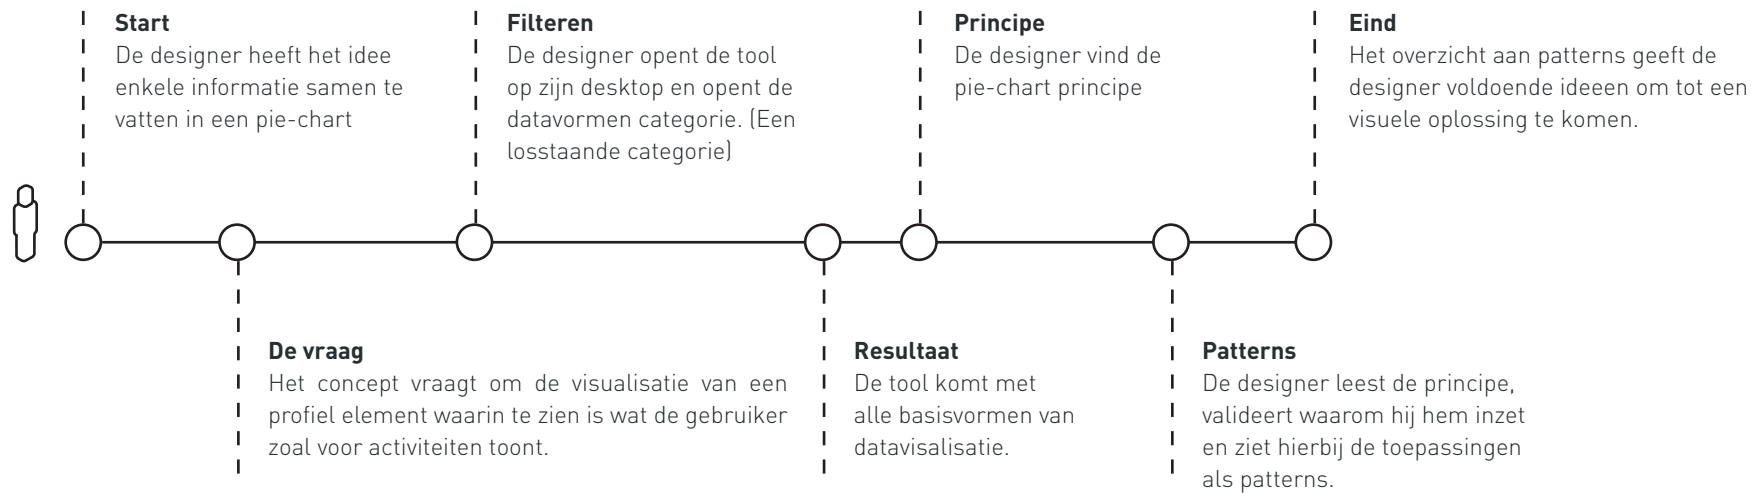 Start
De designer heeft het idee
enkele informatie samen te
vatten in een pie-chart
De vraag
Het concept vraagt om de visualisatie van een
profiel element waarin te zien is wat de gebruiker
zoal voor activiteiten toont.
Filteren
De designer opent de tool
op zijn desktop en opent de
datavormen categorie. (Een
losstaande categorie)
Resultaat
De tool komt met
alle basisvormen van
datavisalisatie.
Principe
De designer vind de
pie-chart principe
Patterns
De designer leest de principe,
valideert waarom hij hem inzet
en ziet hierbij de toepassingen
als patterns.
Eind
Het overzicht aan patterns geeft de
designer voldoende ideeen om tot een
visuele oplossing te komen.